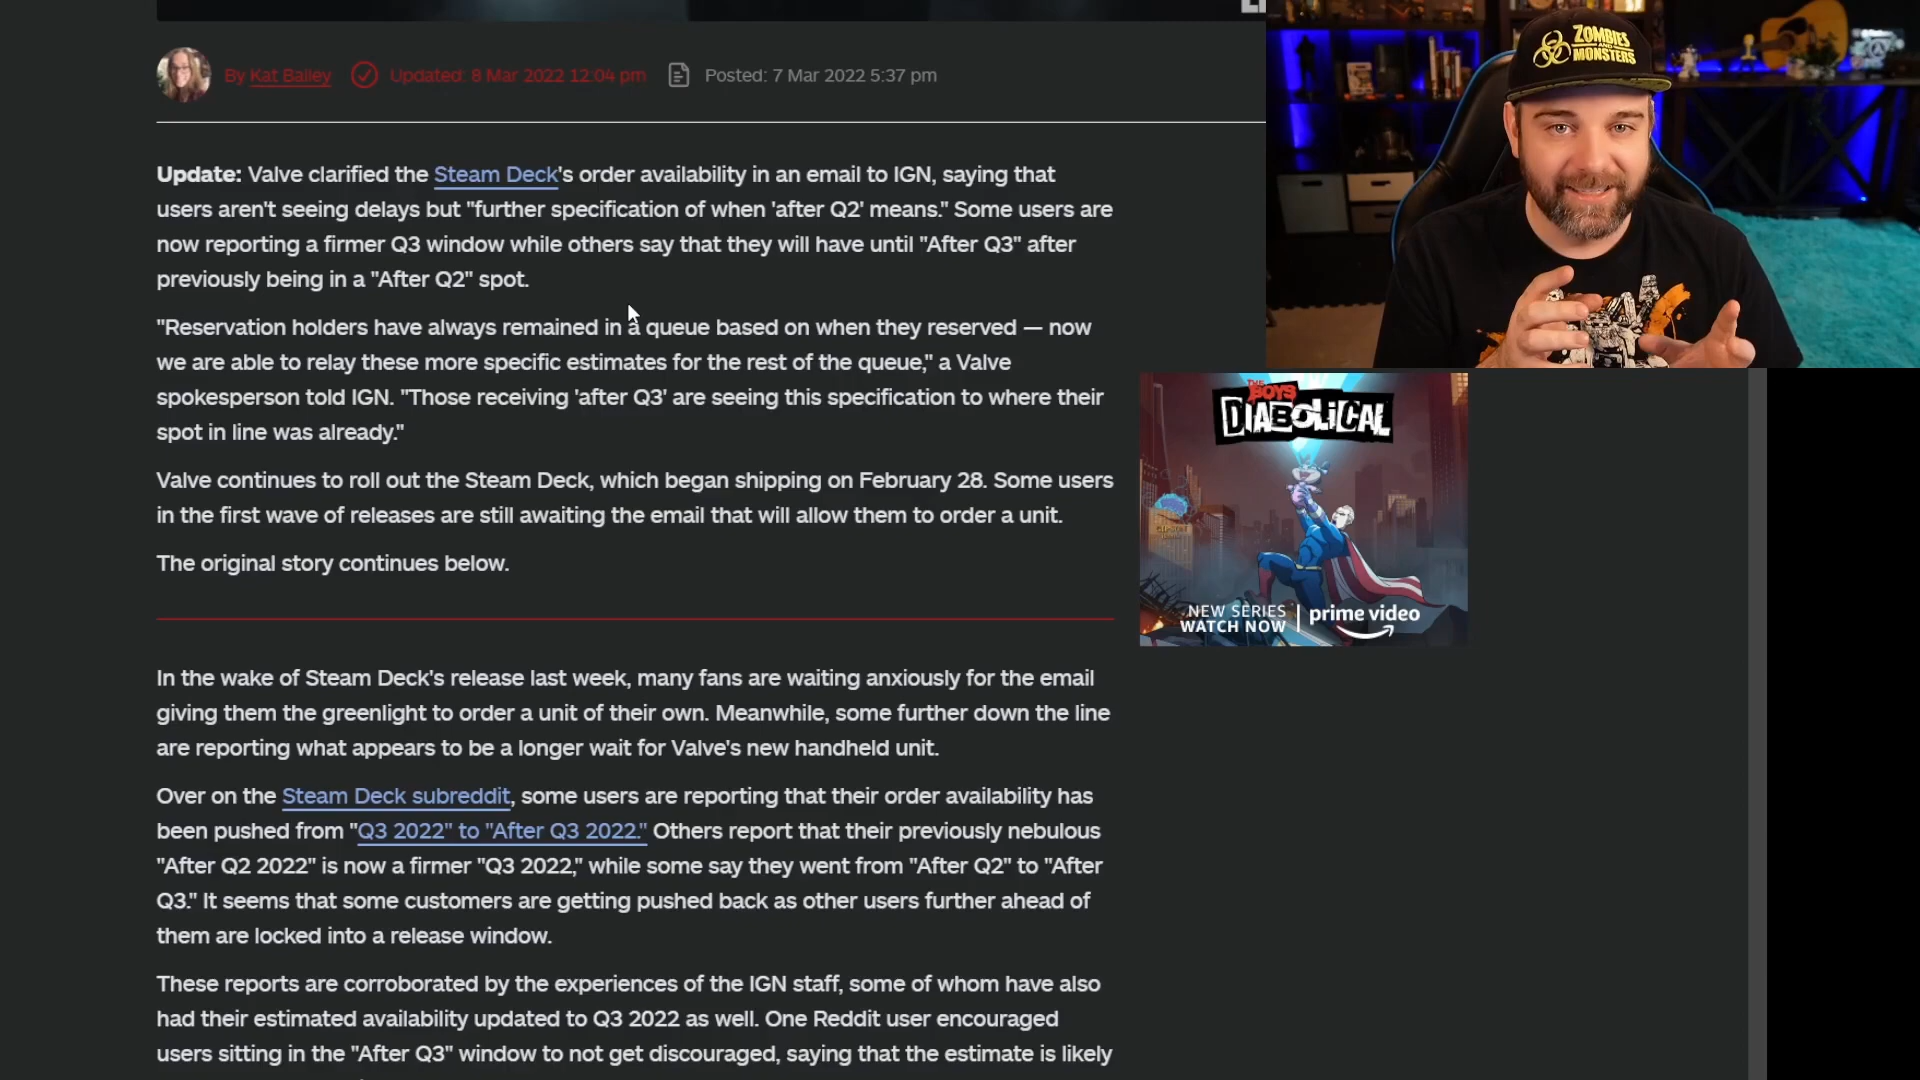 By Kat Bailey Updated: 8 Mar 2022 12:04 pm Posted: 7 Mar 2022 5:37 pm
Update: Valve clarified the Steam Deck's order availability in an email to IGN, saying that
users aren't seeing delays but "further specification of when 'after Q2' means." Some users are
now reporting a firmer Q3 window while others say that they will have until "After Q3" after
previously being in a "After Q2" spot.
"Reservation holders have always remained in a queue based on when they reserved — now
we are able to relay these more specific estimates for the rest of the queue," a Valve
spokesperson told IGN. "Those receiving 'after Q3' are seeing this specification to where their
spot in line was already."
Valve continues to roll out the Steam Deck, which began shipping on February 28. Some users
in the first wave of releases are still awaiting the email that will allow them to order a unit.
The original story continues below.
In the wake of Steam Deck's release last week, many fans are waiting anxiously for the email
giving them the greenlight to order a unit of their own. Meanwhile, some further down the line
are reporting what appears to be a longer wait for Valve's new handheld unit.
Over on the Steam Deck subreddit, some users are reporting that their order availability has
been pushed from "Q3 2022" to "After Q3 2022." Others report that their previously nebulous
"After Q2 2022" is now a firmer "Q3 2022," while some say they went from "After Q2" to "After
Q3." It seems that some customers are getting pushed back as other users further ahead of
them are locked into a release window.
These reports are corroborated by the experiences of the IGN staff, some of whom have also
had their estimated availability updated to Q3 2022 as well. One Reddit user encouraged
users sitting in the "After Q3" window to not get discouraged, saying that the estimate is likely
ZOMBIES
AND
MONSTERS
THE
BOYS
DIABOLICAL
NEW SERIES
WATCH NOW
prime video